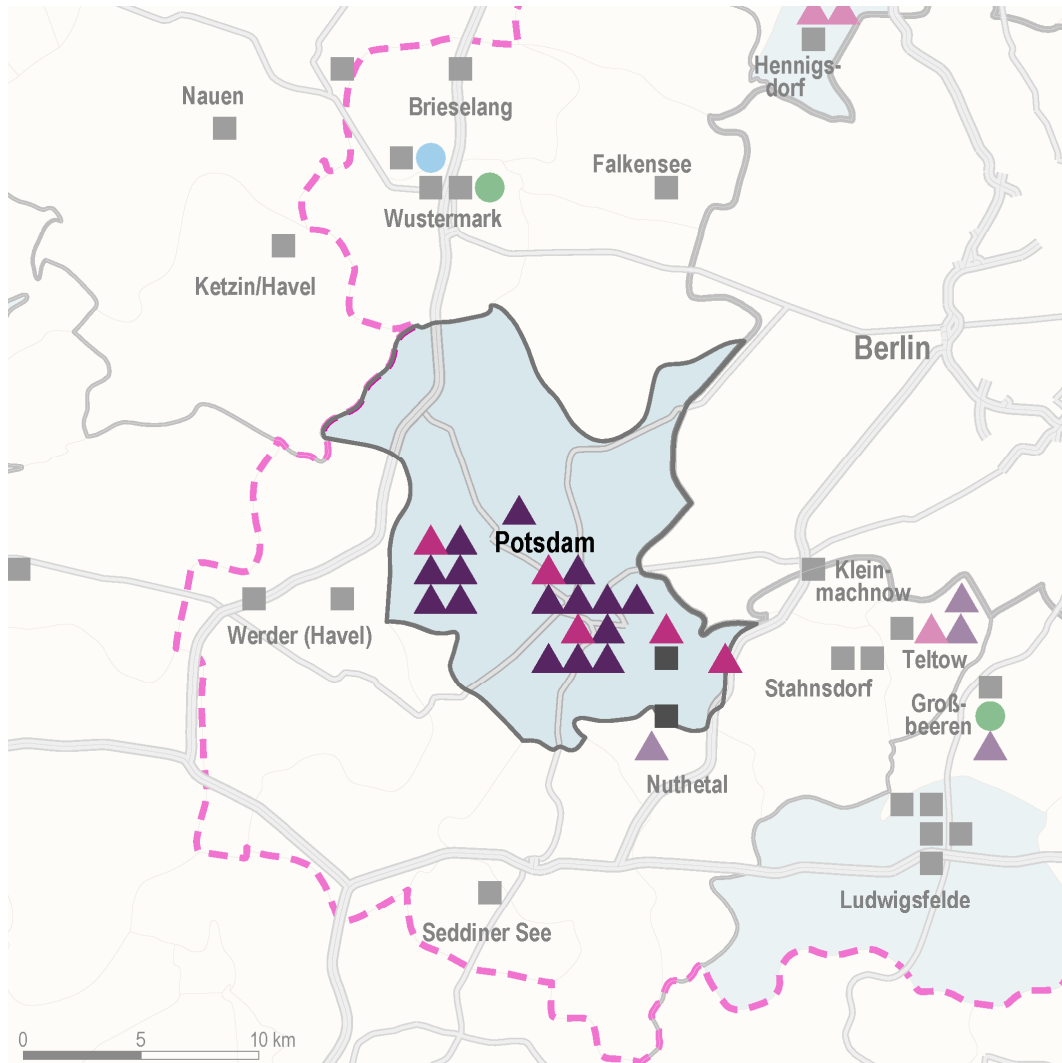 Hennigs-
dorf
Nauen
Brieselang
Falkensee
Wustermark
Ketzin/Havel
Berlin
Potsdam
Klein-
machnow
Werder (Havel)
Teltow
Stahnsdorf
Groß-
beeren
Nuthetal
Ludwigsfelde
Seddiner See
0 5 10 km